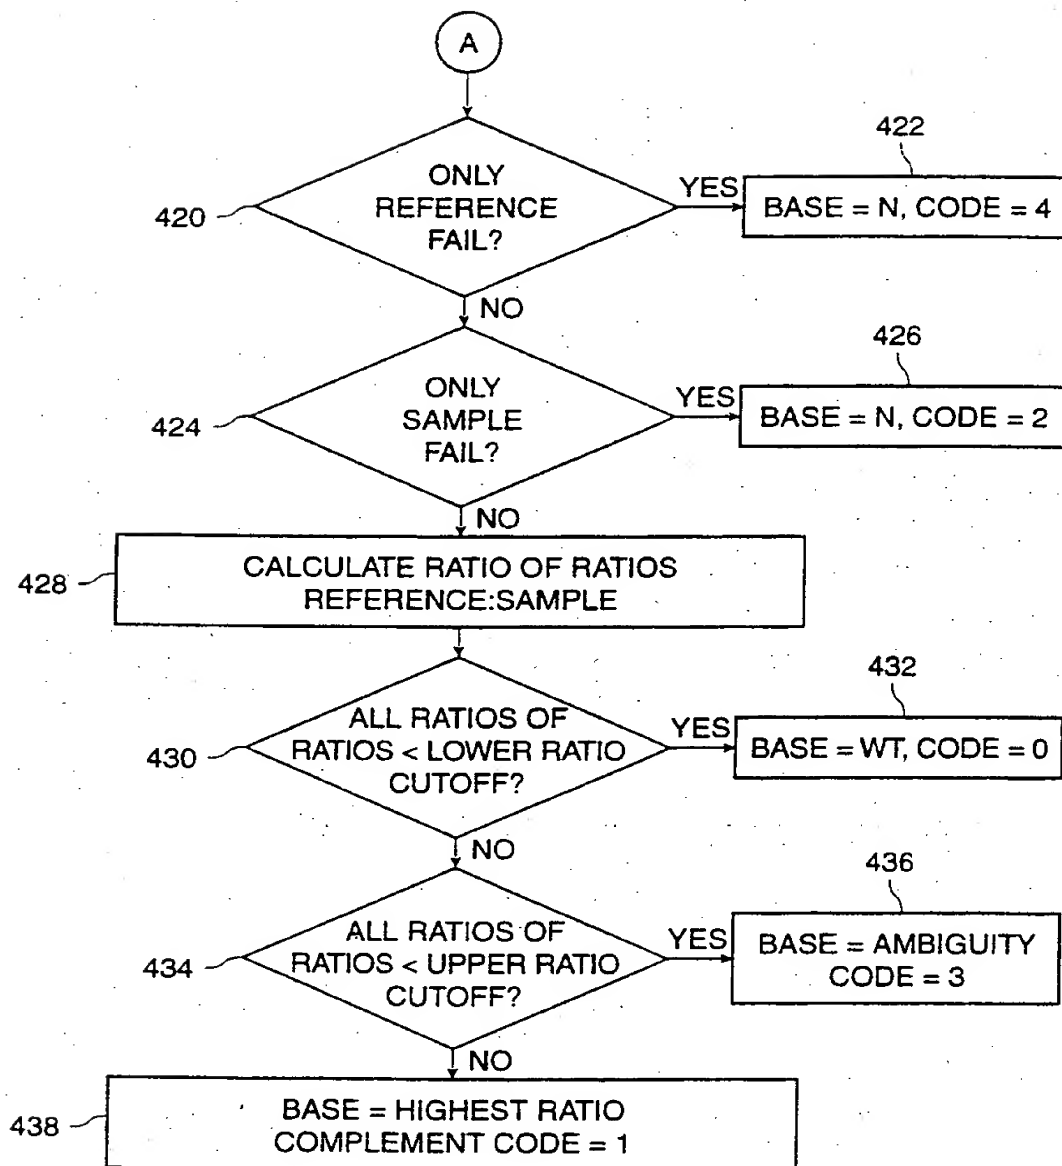 A
ONLY
REFERENCE
FAIL?
420
YES
422
BASE = N, CODE = 4
NO
ONLY
SAMPLE
FAIL?
424
YES
426
BASE = N, CODE = 2
NO
CALCULATE RATIO OF RATIOS
REFERENCE:SAMPLE
428
ALL RATIOS OF
RATIOS < LOWER RATIO
CUTOFF?
430
YES
432
BASE = WT, CODE = 0
NO
ALL RATIOS OF
RATIOS < UPPER RATIO
CUTOFF?
434
YES
436
BASE = AMBIGUITY
CODE = 3
NO
BASE = HIGHEST RATIO
COMPLEMENT CODE = 1
438